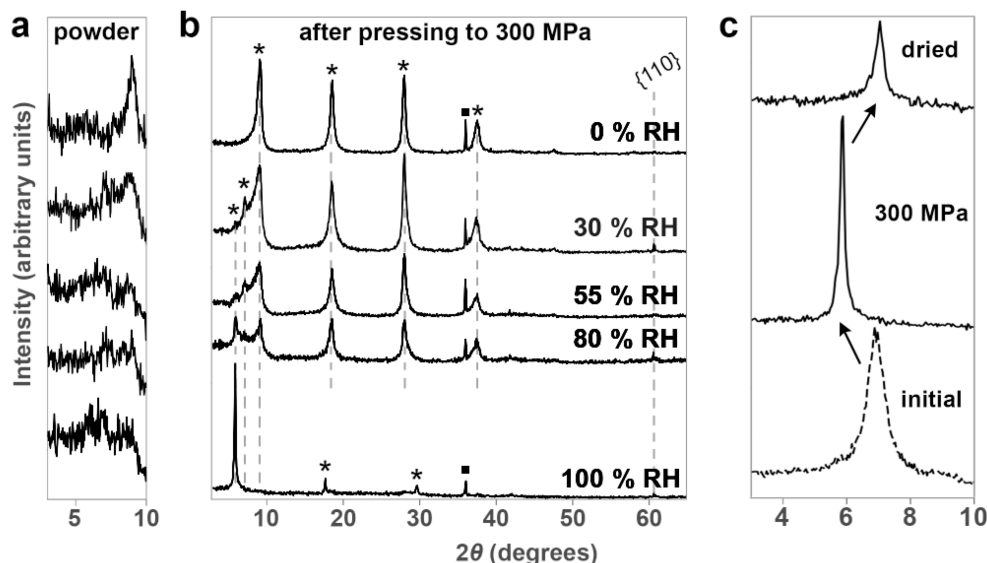 a
powder
b
after pressing to 300 MPa
c
*
*
*
■
*
{110}
0 % RH
*
*
30 % RH
55 % RH
80 % RH
*
*
■
100 % RH
dried
300 MPa
initial
Intensity (arbitrary units)
5
10
10
20
30
40
50
60
4
6
8
10
2θ (degrees)